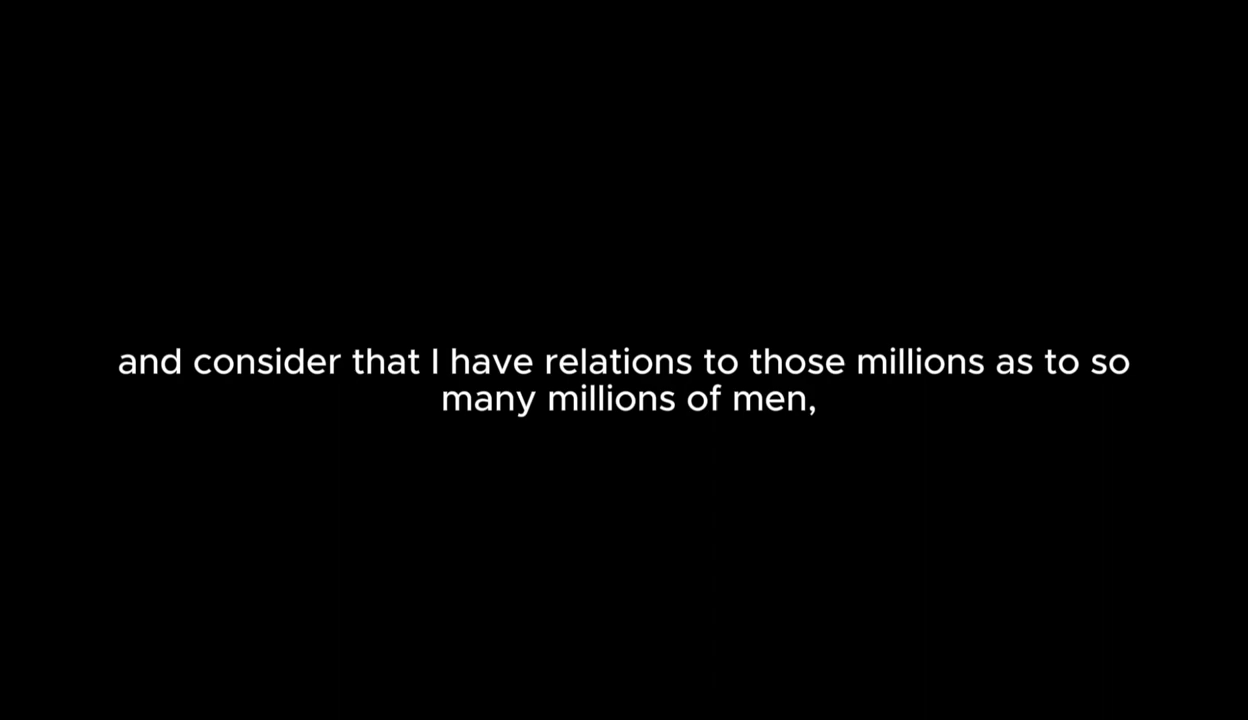 and consider that I have relations to those millions as to so
many millions of men,